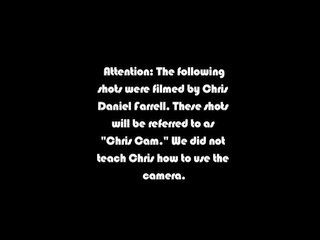 Attention: The following
shots were filmed by Chris
Daniel Farrell. These shots
will be referred to as
"Chris Cam." We did not
teach Chris how to use the
camera.